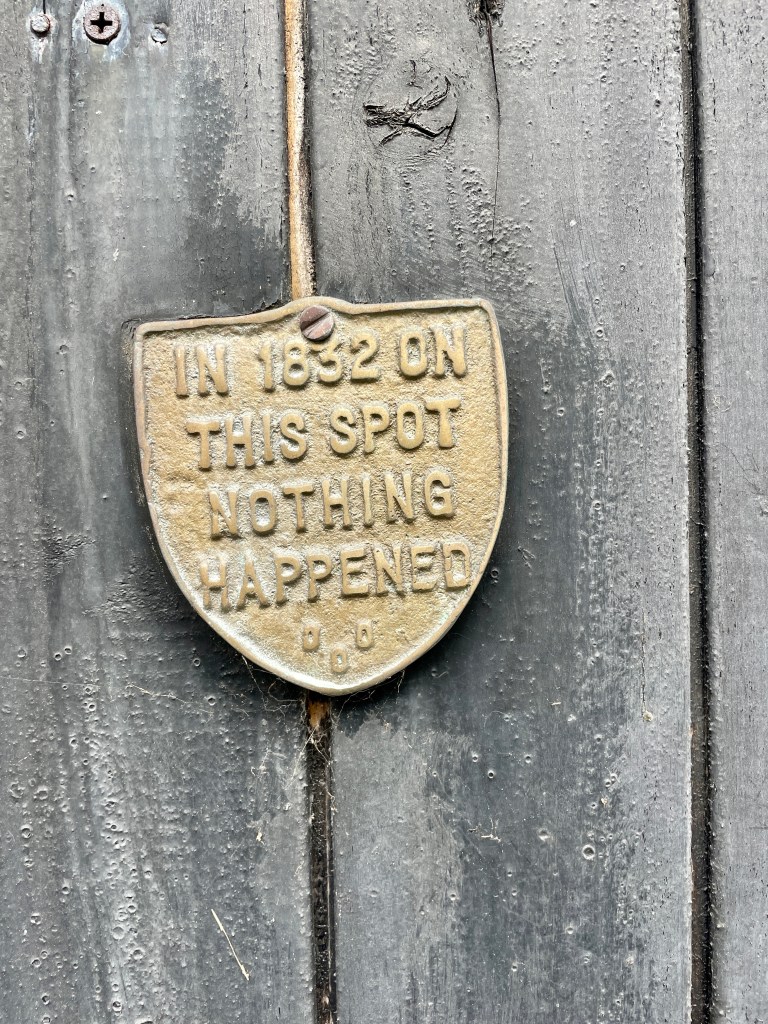 IN 1832 ON
THIS SPOT
NOTHING
HAPPENED